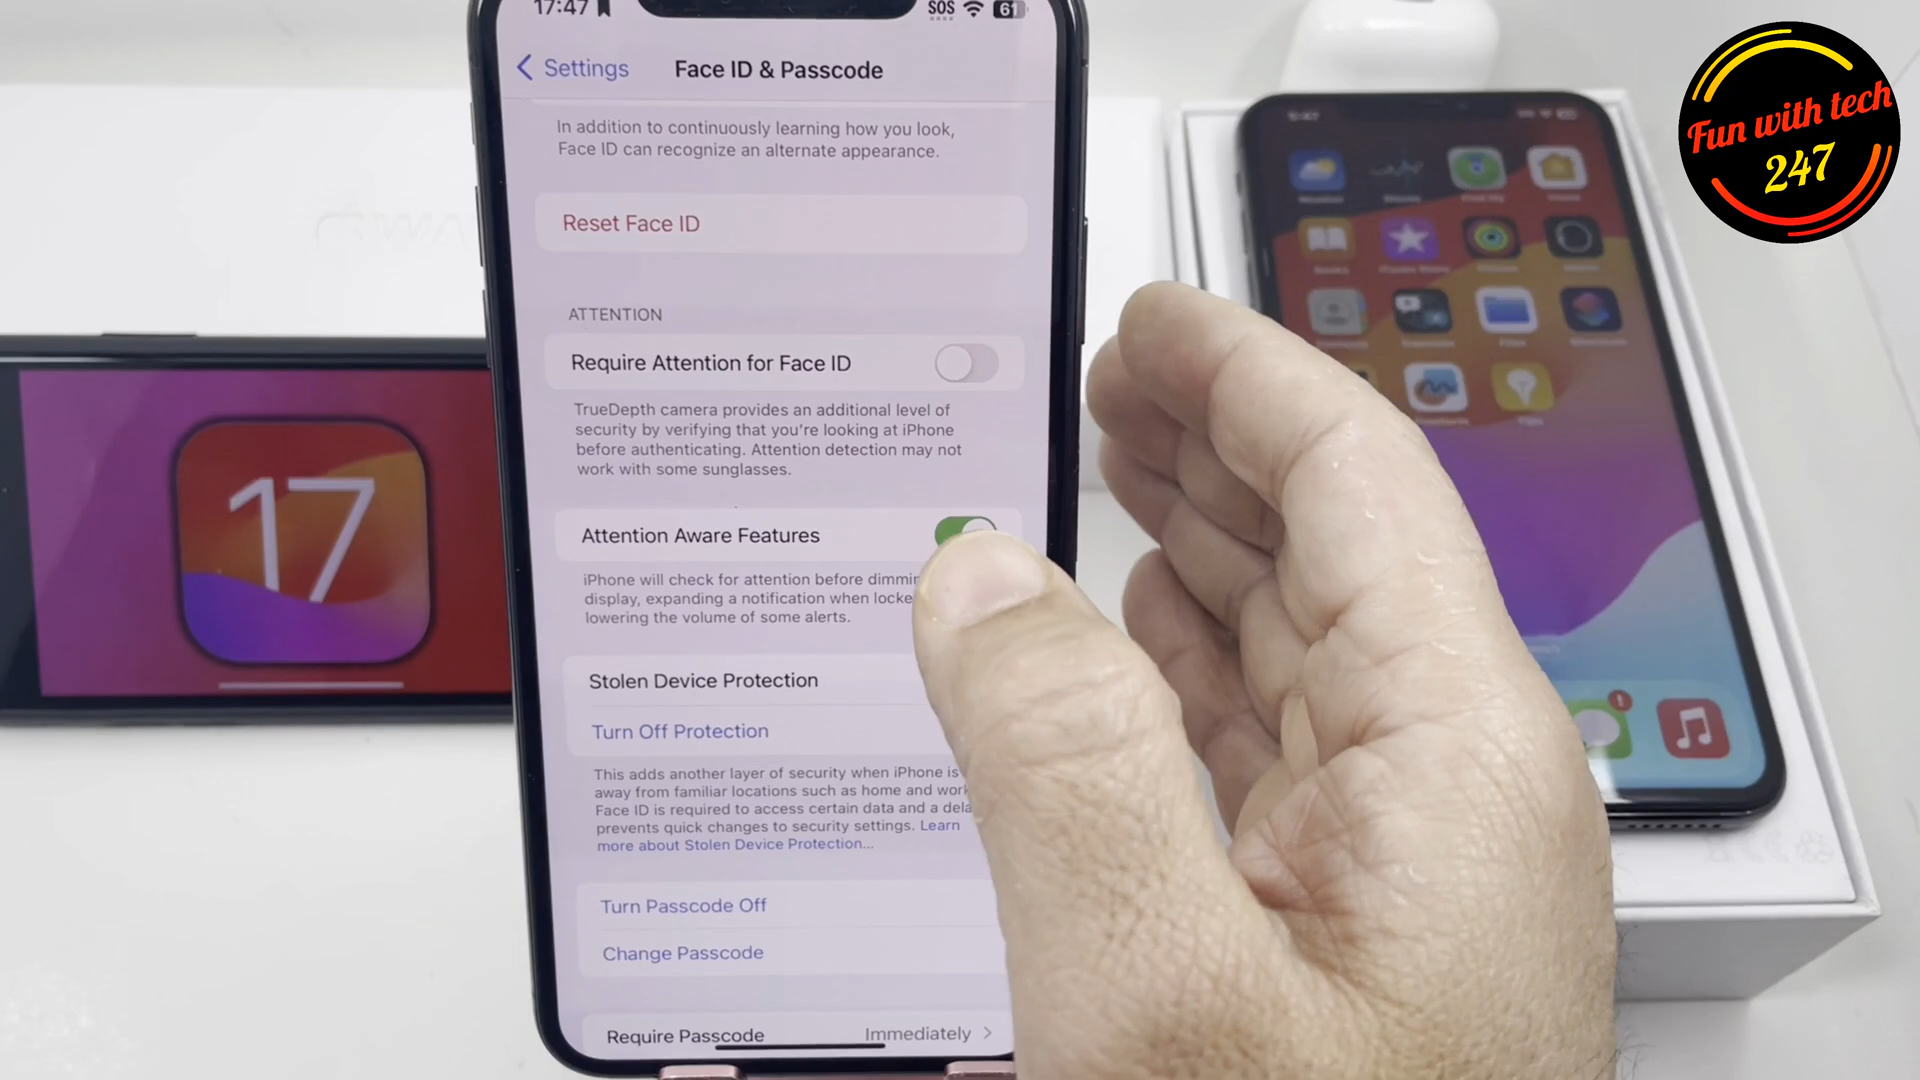 17:47
SOS
61
Settings
Face ID & Passcode
In addition to continuously learning how you look,
Face ID can recognize an alternate appearance.
Reset Face ID
ATTENTION
Require Attention for Face ID
TrueDepth camera provides an additional level of
security by verifying that you're looking at iPhone
before authenticating. Attention detection may not
work with some sunglasses.
Attention Aware Features
iPhone will check for attention before
display, expanding a notification when
lowering the volume of some alerts.
Stolen Device Protection
Turn Off Protection
This adds another layer of security when iPhone is
away from familiar locations such as home and
Face ID is required to access certain data and a
prevents quick changes to security settings. Learn
more about Stolen Device Protection...
Turn Passcode Off
Change Passcode
Require Passcode
Immediately
17
Fun with tech
247